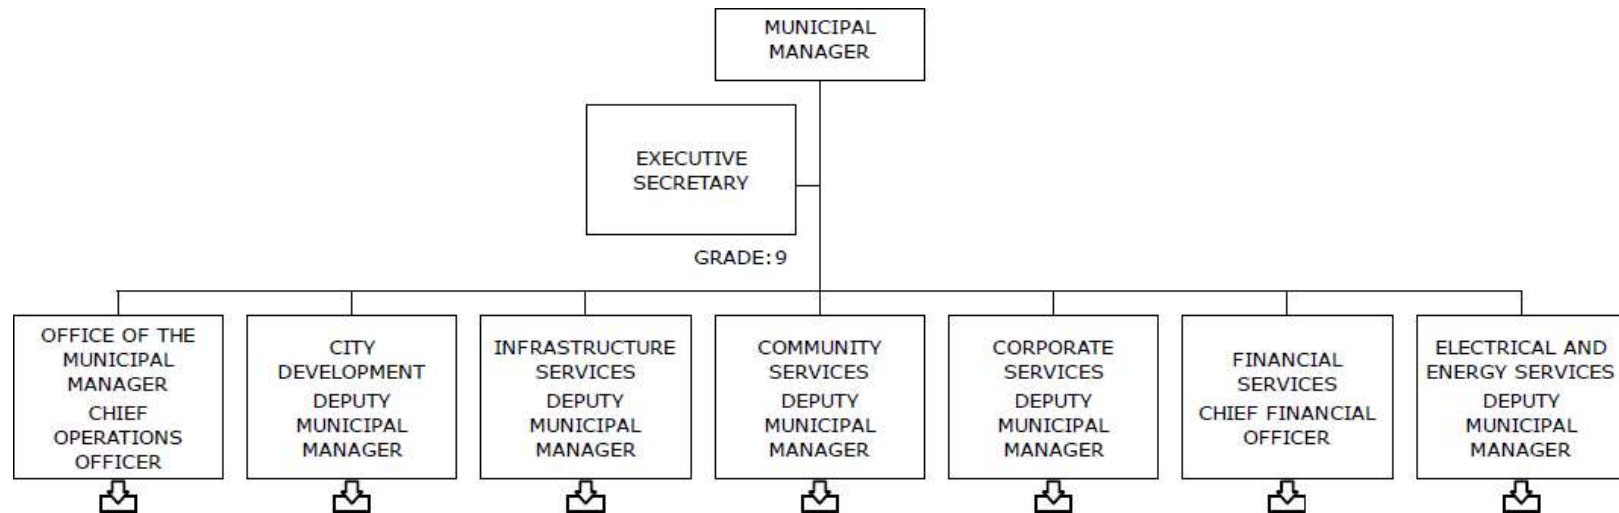 MUNICIPAL
MANAGER
EXECUTIVE
SECRETARY
GRADE:9
OFFICE OF THE
MUNICIPAL
MANAGER
CHIEF
OPERATIONS
OFFICER
CITY
DEVELOPMENT
DEPUTY
MUNICIPAL
MANAGER
INFRASTRUCTURE
SERVICES
DEPUTY
MUNICIPAL
MANAGER
COMMUNITY
SERVICES
DEPUTY
MUNICIPAL
MANAGER
CORPORATE
SERVICES
DEPUTY
MUNICIPAL
MANAGER
FINANCIAL
SERVICES
CHIEF FINANCIAL
OFFICER
ELECTRICAL AND
ENERGY SERVICES
DEPUTY
MUNICIPAL
MANAGER